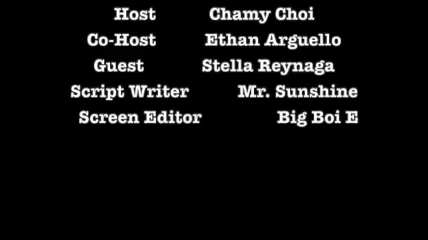 Host Chamy Choi
Co-Host Ethan Arguello
Guest Stella Reynaga
Script Writer Mr. Sunshine
Screen Editor Big Boi E